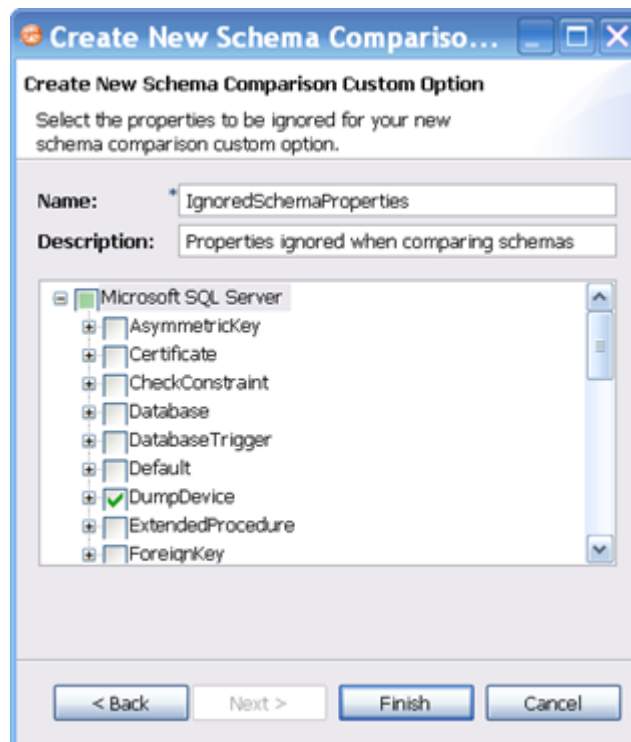 Create New Schema Compariso...
Create New Schema Comparison Custom Option
Select the properties to be ignored for your new
schema comparison custom option.
Name: * IgnoredSchemaProperties
Description: Properties ignored when comparing schemas
Microsoft SQL Server
AsymmetricKey
Certificate
CheckConstraint
Database
DatabaseTrigger
Default
DumpDevice
ExtendedProcedure
ForeignKey
< Back Next > Finish Cancel